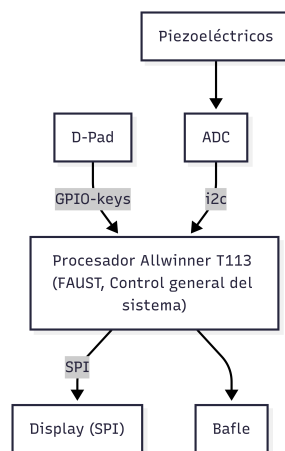 Piezoeléctricos
D-Pad
ADC
GPIO-keys
i2c
Procesador Allwinner T113
(FAUST, Control general del
sistema)
SPI
Display (SPI)
Bafle